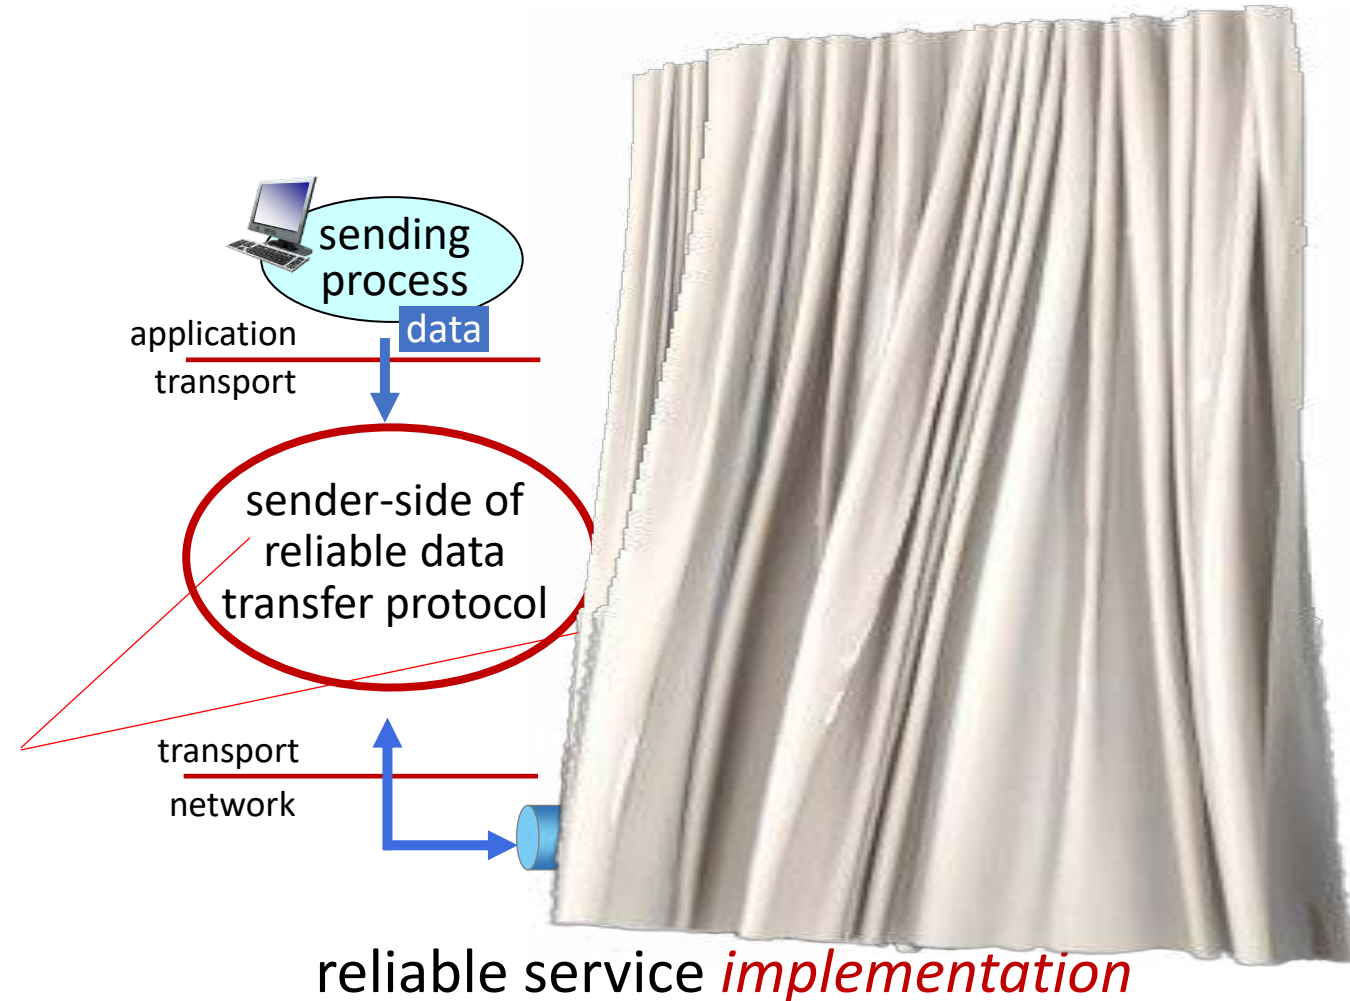 sending
process
data
application
transport
sender-side of
reliable data
transfer protocol
transport
network
reliable service implementation